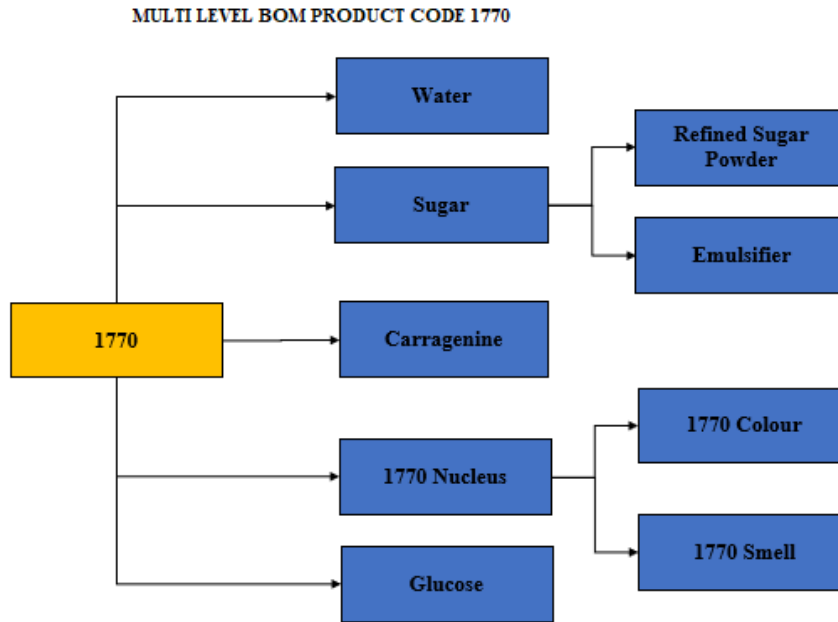 MULTI LEVEL BOM PRODUCT CODE 1770
Water
Refined Sugar
Powder
Sugar
Emulsifier
1770
Carragenine
1770 Colour
1770 Nucleus
1770 Smell
Glucose